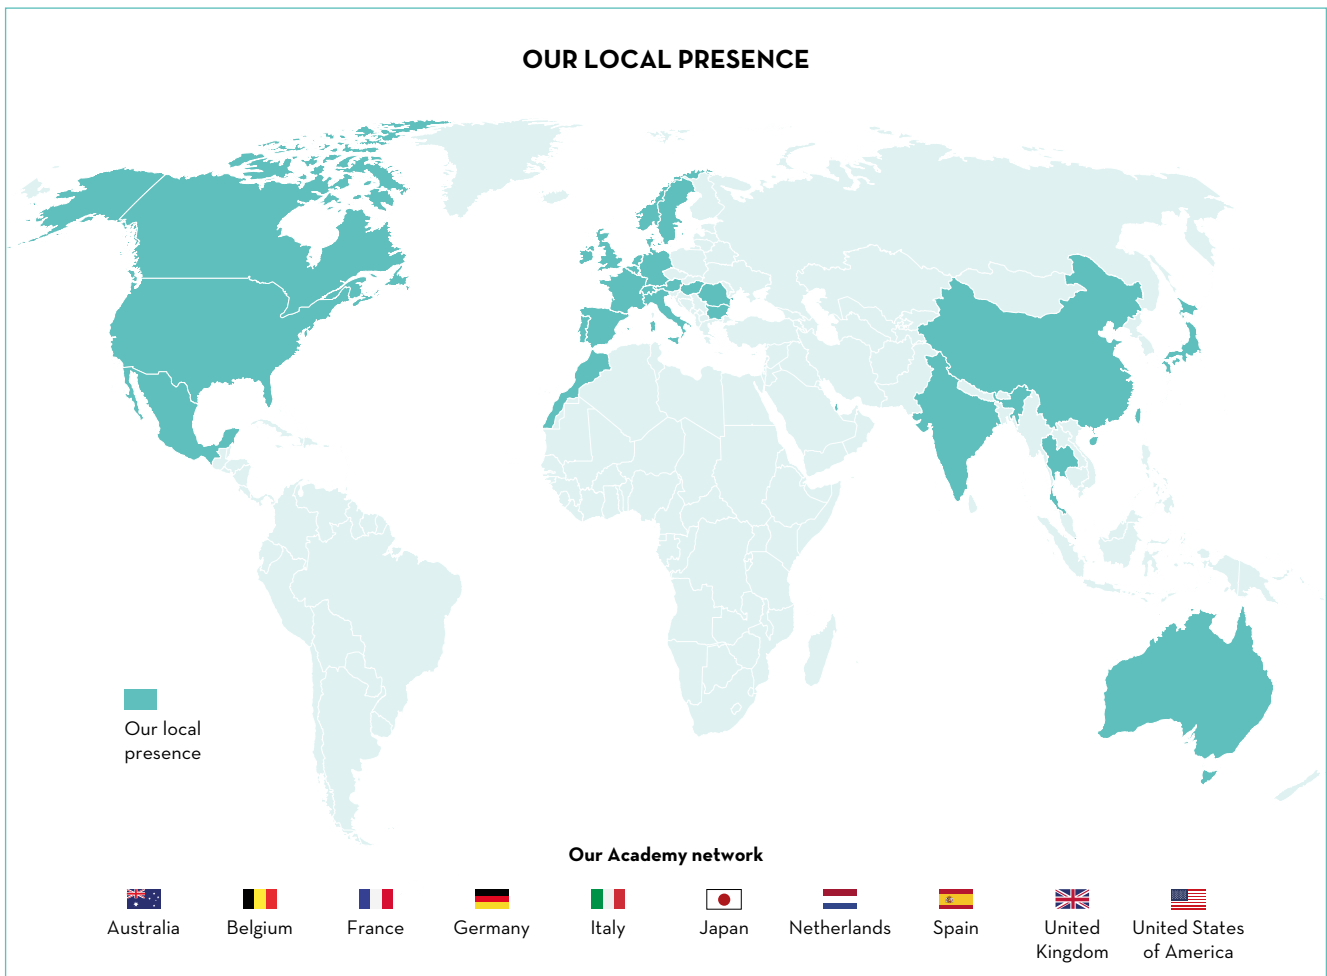 OUR LOCAL PRESENCE
Our local
presence
Our Academy network
Australia
Belgium
France
Germany
Italy
Japan
Netherlands
Spain
United
Kingdom
United States
of America